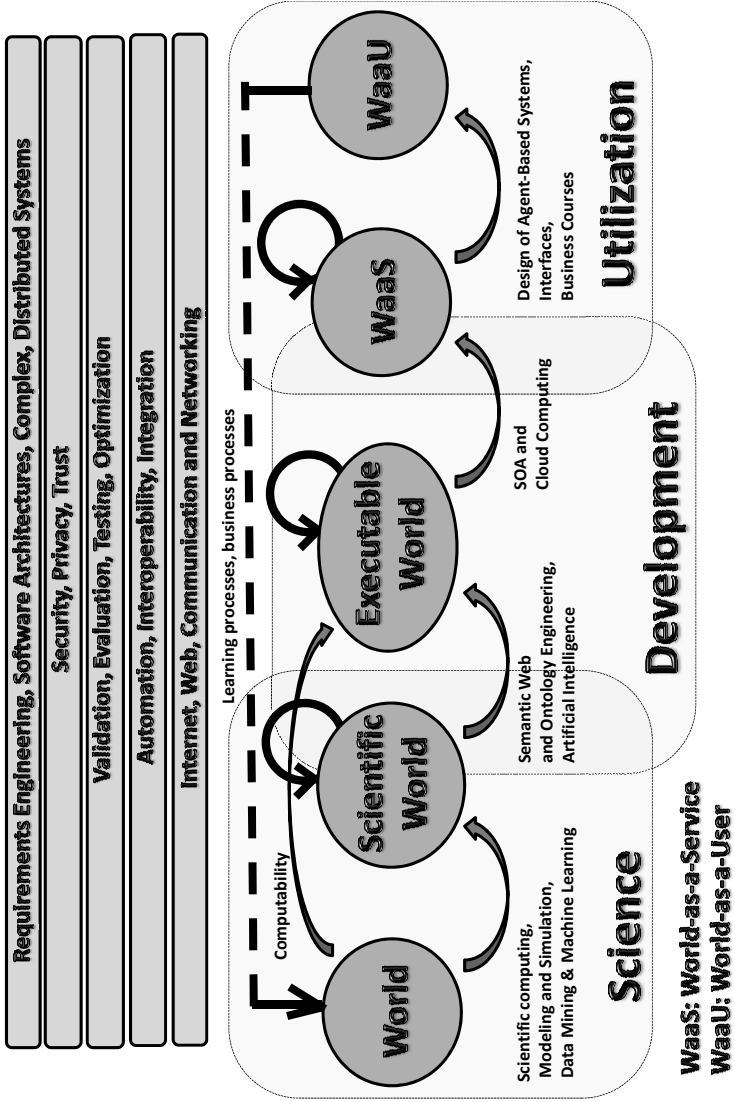 Requirements Engineering, Software Architectures, Complex, Distributed Systems
Security, Privacy, Trust
Validation, Evaluation, Testing, Optimization
Automation, Interoperability, Integration
Internet, Web, Communication and Networking
Learning processes, business processes
Computability
World
Scientific
World
Executable
World
WaaS
WaaU
Scientific computing,
Modeling and Simulation,
Data Mining & Machine Learning
Semantic Web
and Ontology Engineering,
Artificial Intelligence
SOA and
Cloud Computing
Design of Agent-Based Systems,
Interfaces,
Business Courses
Science
Development
Utilization
WaaS: World-as-a-Service
WaaU: World-as-a-User